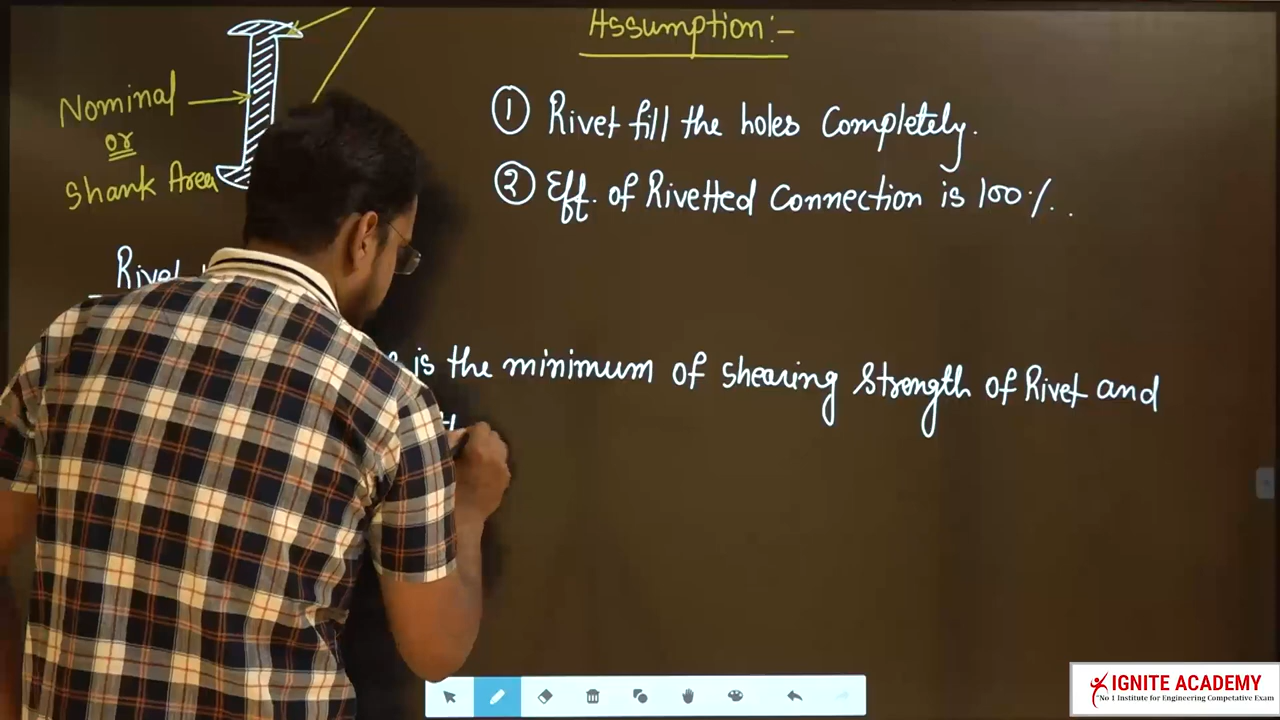 Assumption:-
Nominal
or
Shank Area
① Rivet fill the holes Completely.
② Eff. of Rivetted Connection is 100%.
Rivet
is the minimum of shearing Strength of Rivet and
IGNITE ACADEMY
"No 1 Institute for Engineering Competative Exam